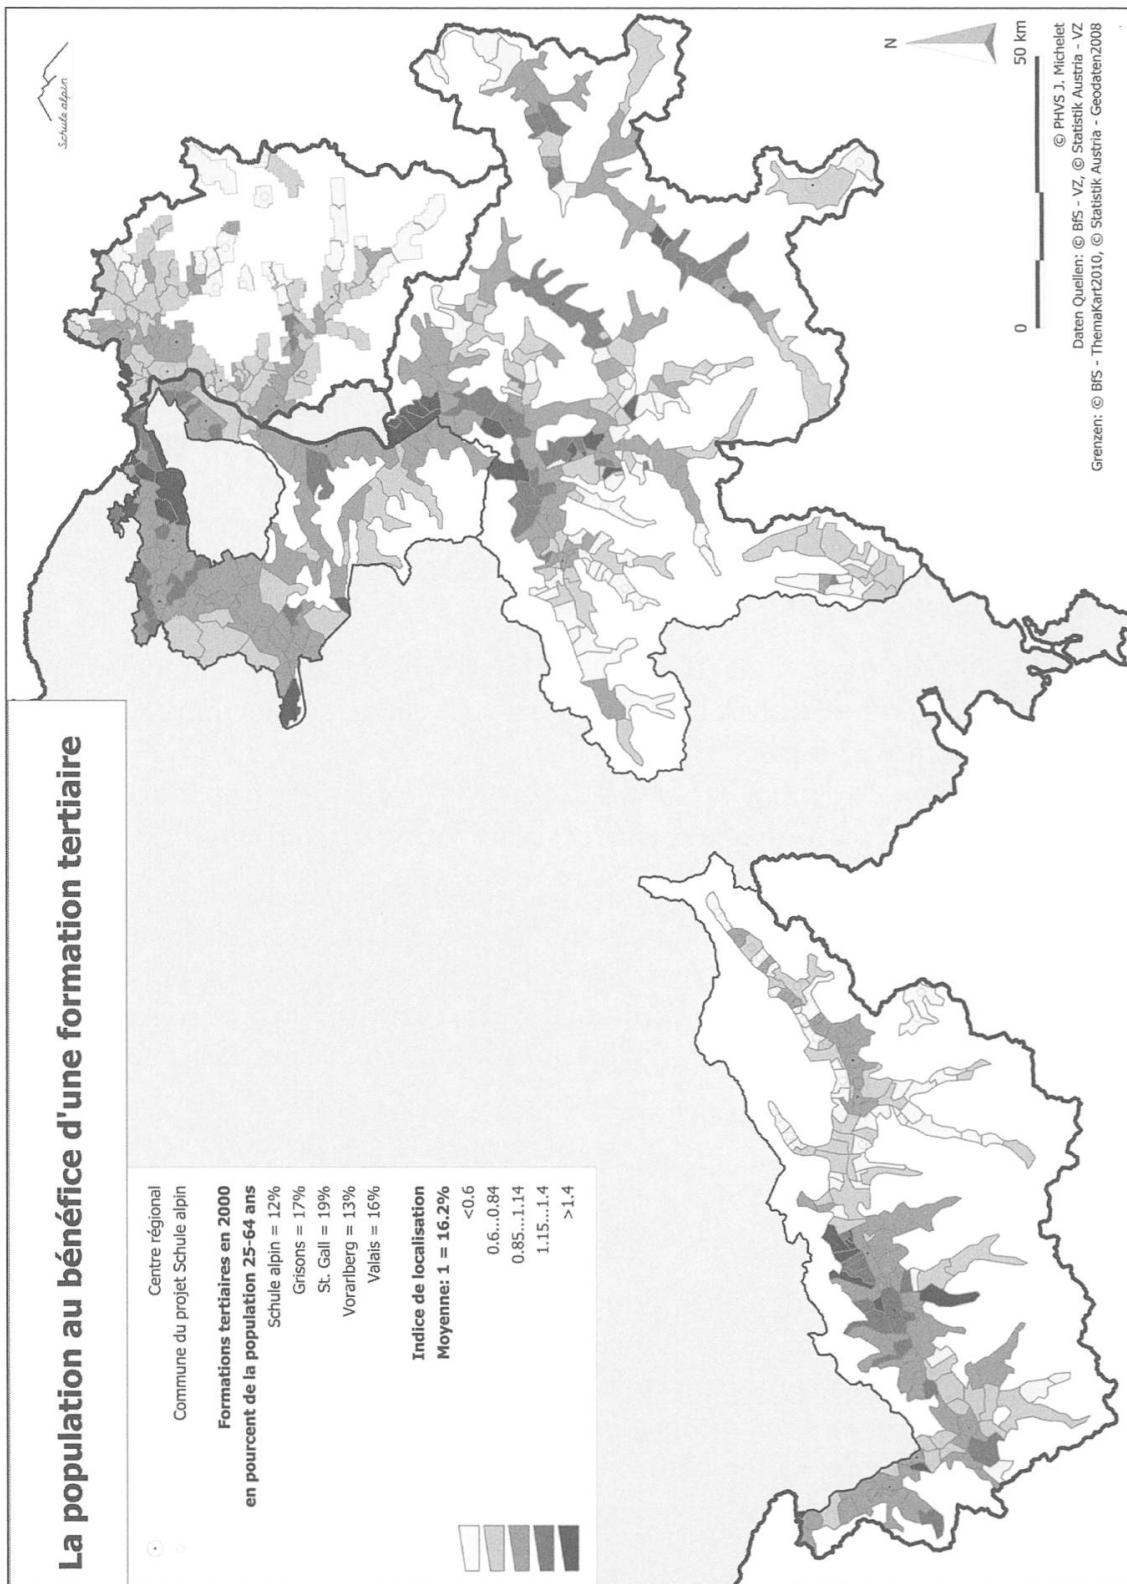 La population au bénéfice d'une formation tertiaire
Schule alpin
Centre régional
Commune du projet Schule alpin
Formations tertiaires en 2000
en pourcent de la population 25-64 ans
Schule alpin = 12%
Grisons = 17%
St. Gall = 19%
Vorarlberg = 13%
Valais = 16%
Indice de localisation
Moyenne: 1 = 16.2%
<0.6
0.6...0.84
0.85...1.14
1.15...1.4
>1.4
N
0
50 km
© PHVS J. Michelet
Daten Quellen: © BfS - VZ, © Statistik Austria - VZ
Grenzen: © BfS - ThemaKart2010, © Statistik Austria - Geodaten2008